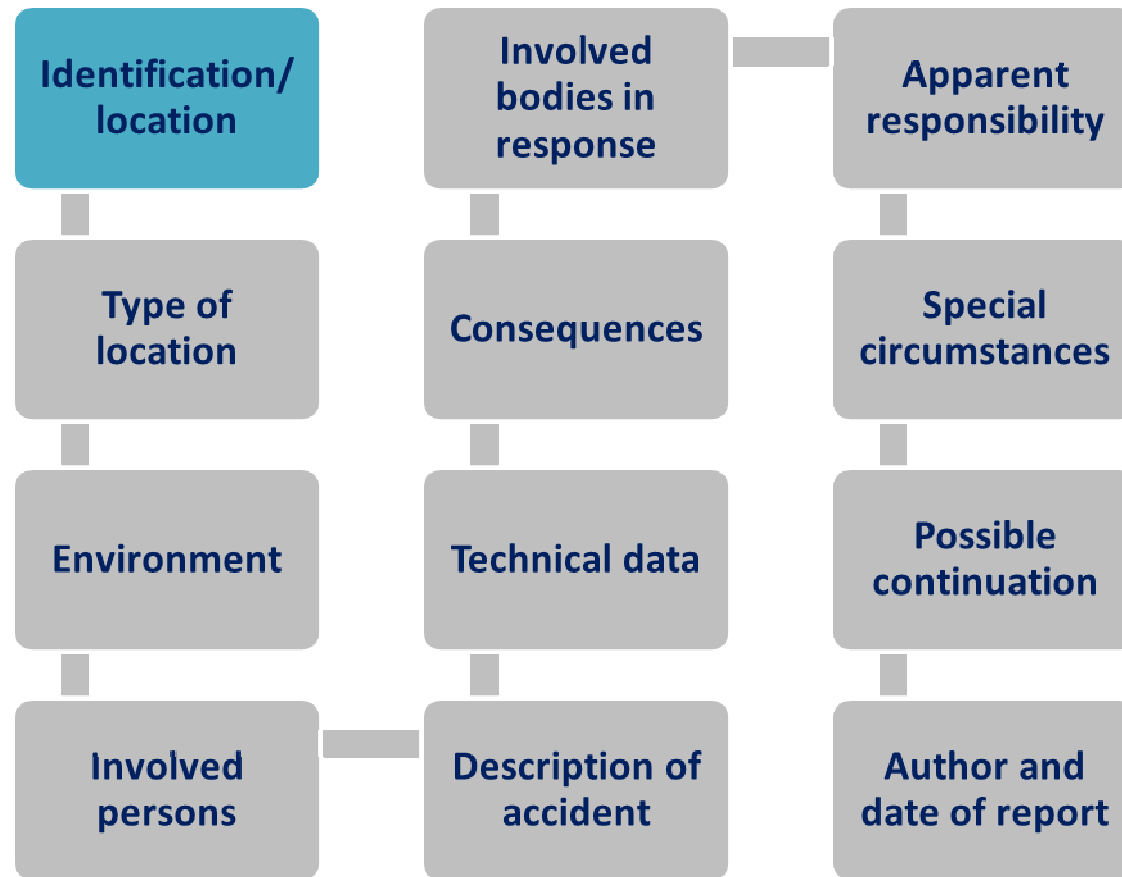 Identification/
location
Type of
location
Environment
Involved
persons
Description of
accident
Technical data
Consequences
Involved
bodies in
response
Apparent
responsibility
Special
circumstances
Possible
continuation
Author and
date of report